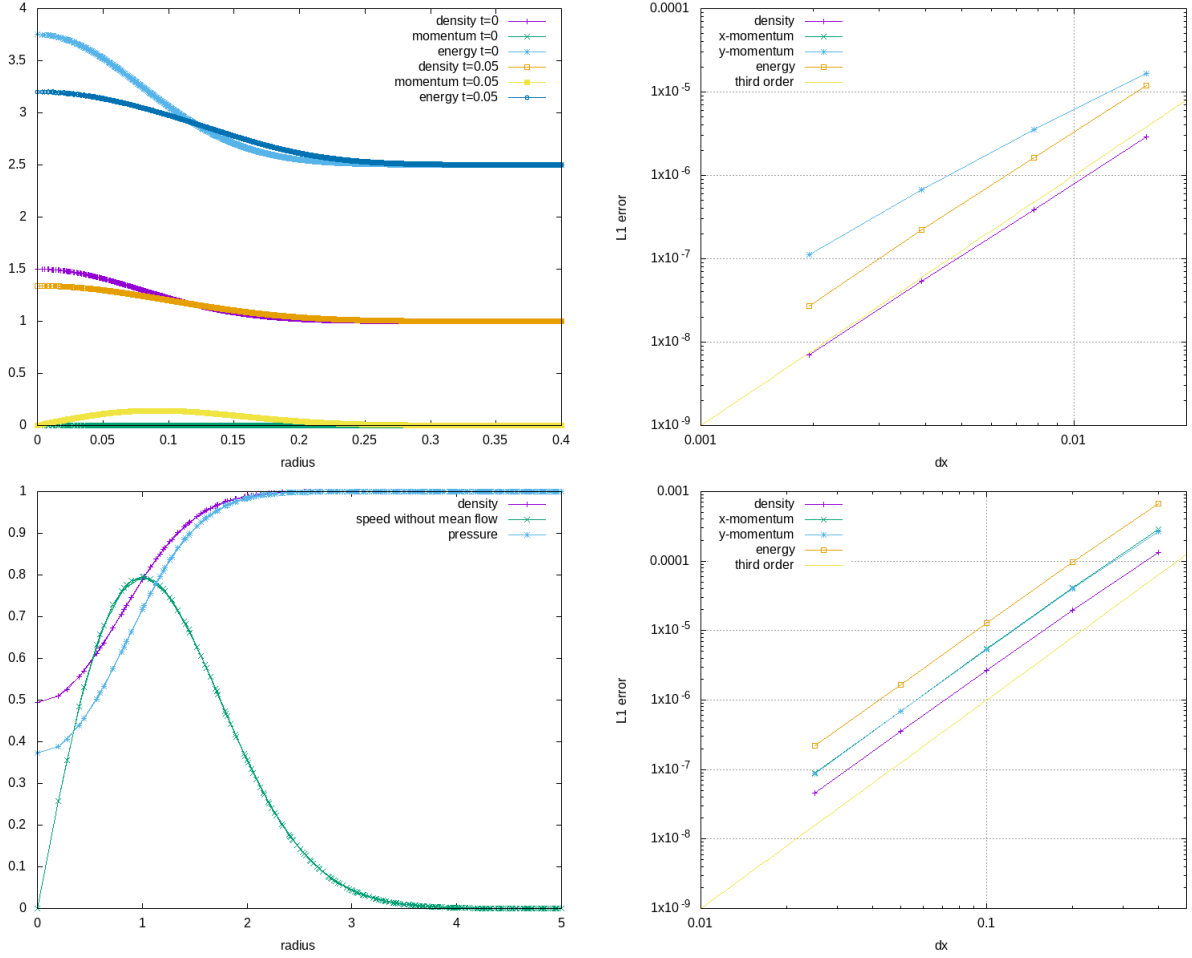 4
3.5
3
2.5
2
1.5
1
0.5
0
density t=0
momentum t=0
energy t=0
density t=0.05
momentum t=0.05
energy t=0.05
0 0.05 0.1 0.15 0.2 0.25 0.3 0.35 0.4
radius
0.0001
1x10-5
1x10-6
1x10-7
1x10-8
1x10-9
L1 error
density
x-momentum
y-momentum
energy
third order
0.001 0.01
dx
1
0.9
0.8
0.7
0.6
0.5
0.4
0.3
0.2
0.1
0
density
speed without mean flow
pressure
0 1 2 3 4 5
radius
0.001
0.0001
1x10-5
1x10-6
1x10-7
1x10-8
1x10-9
L1 error
density
x-momentum
y-momentum
energy
third order
0.01 0.1
dx